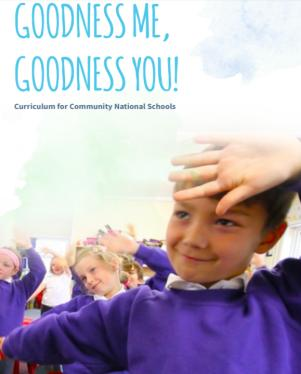 GOODNESS ME,
GOODNESS YOU!
Curriculum for Community National Schools